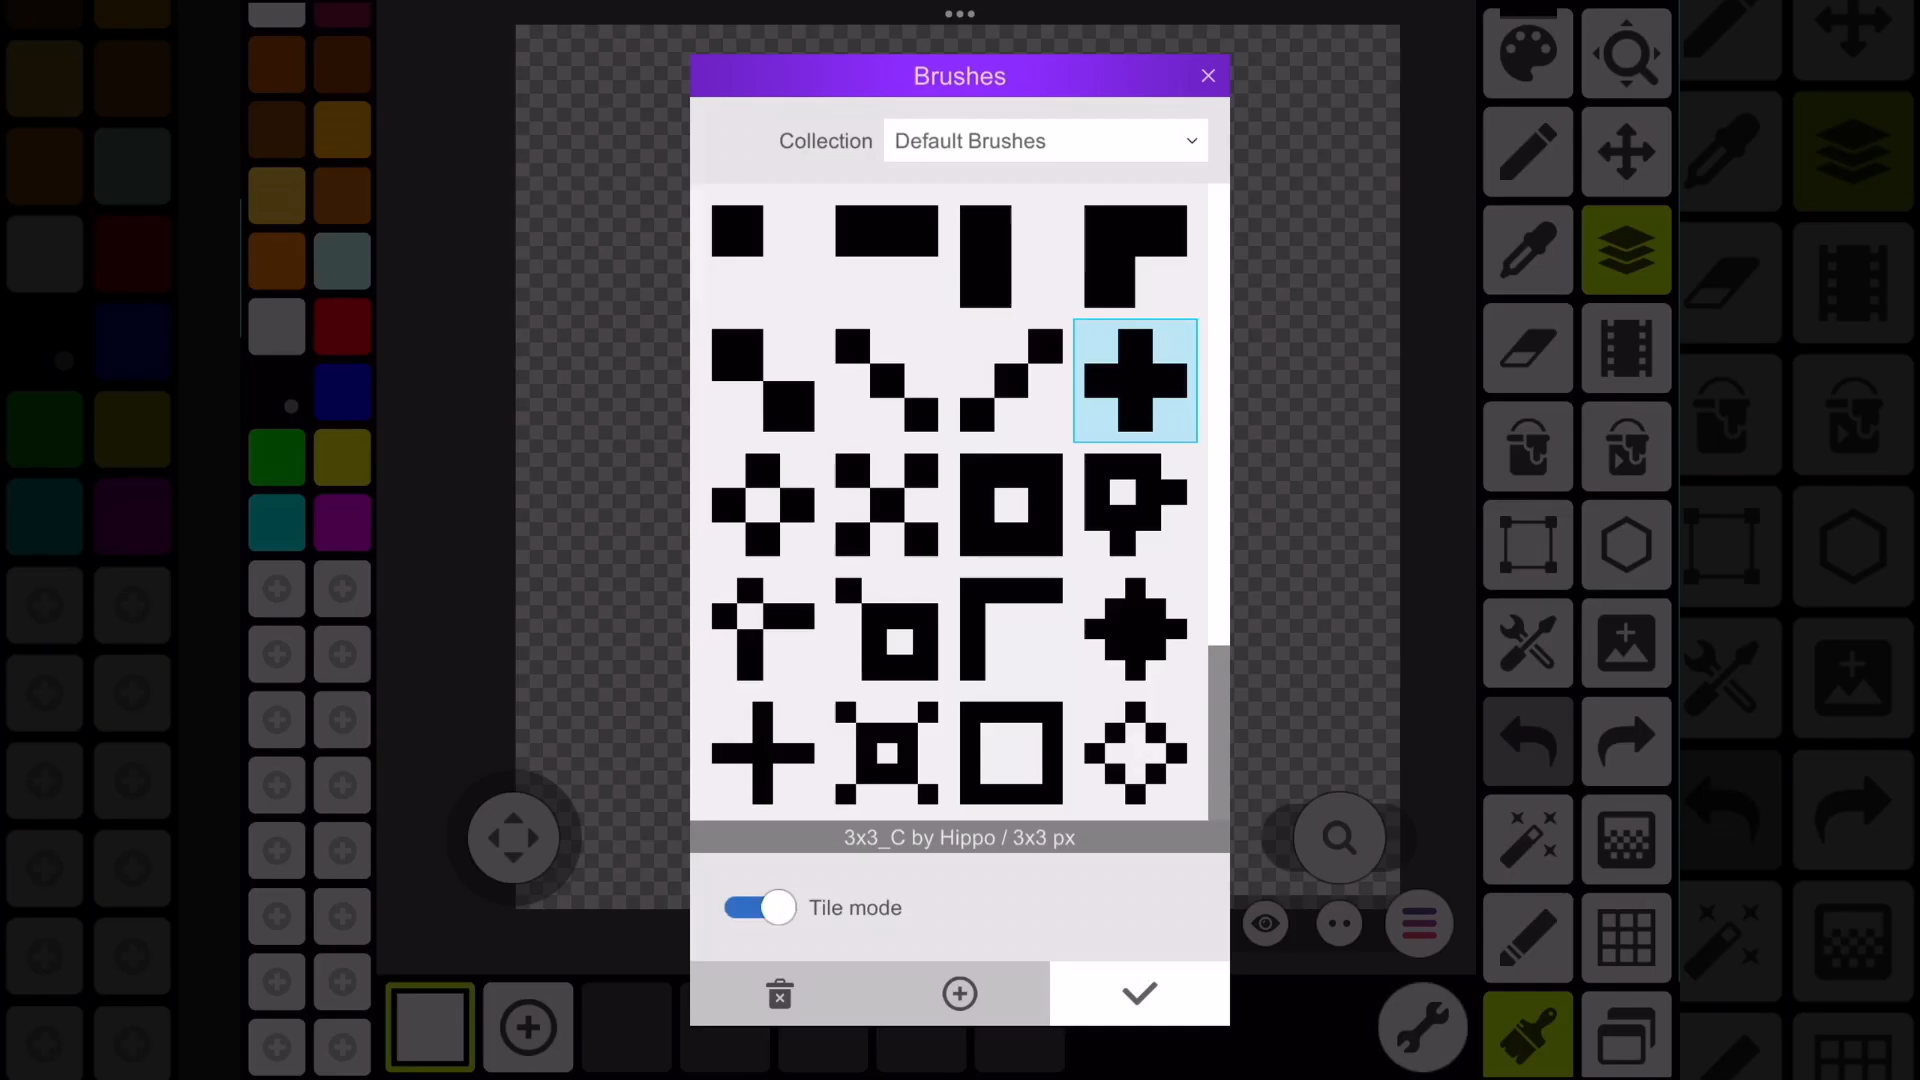 Brushes
Collection
Default Brushes
3x3_C by Hippo / 3x3 px
Tile mode